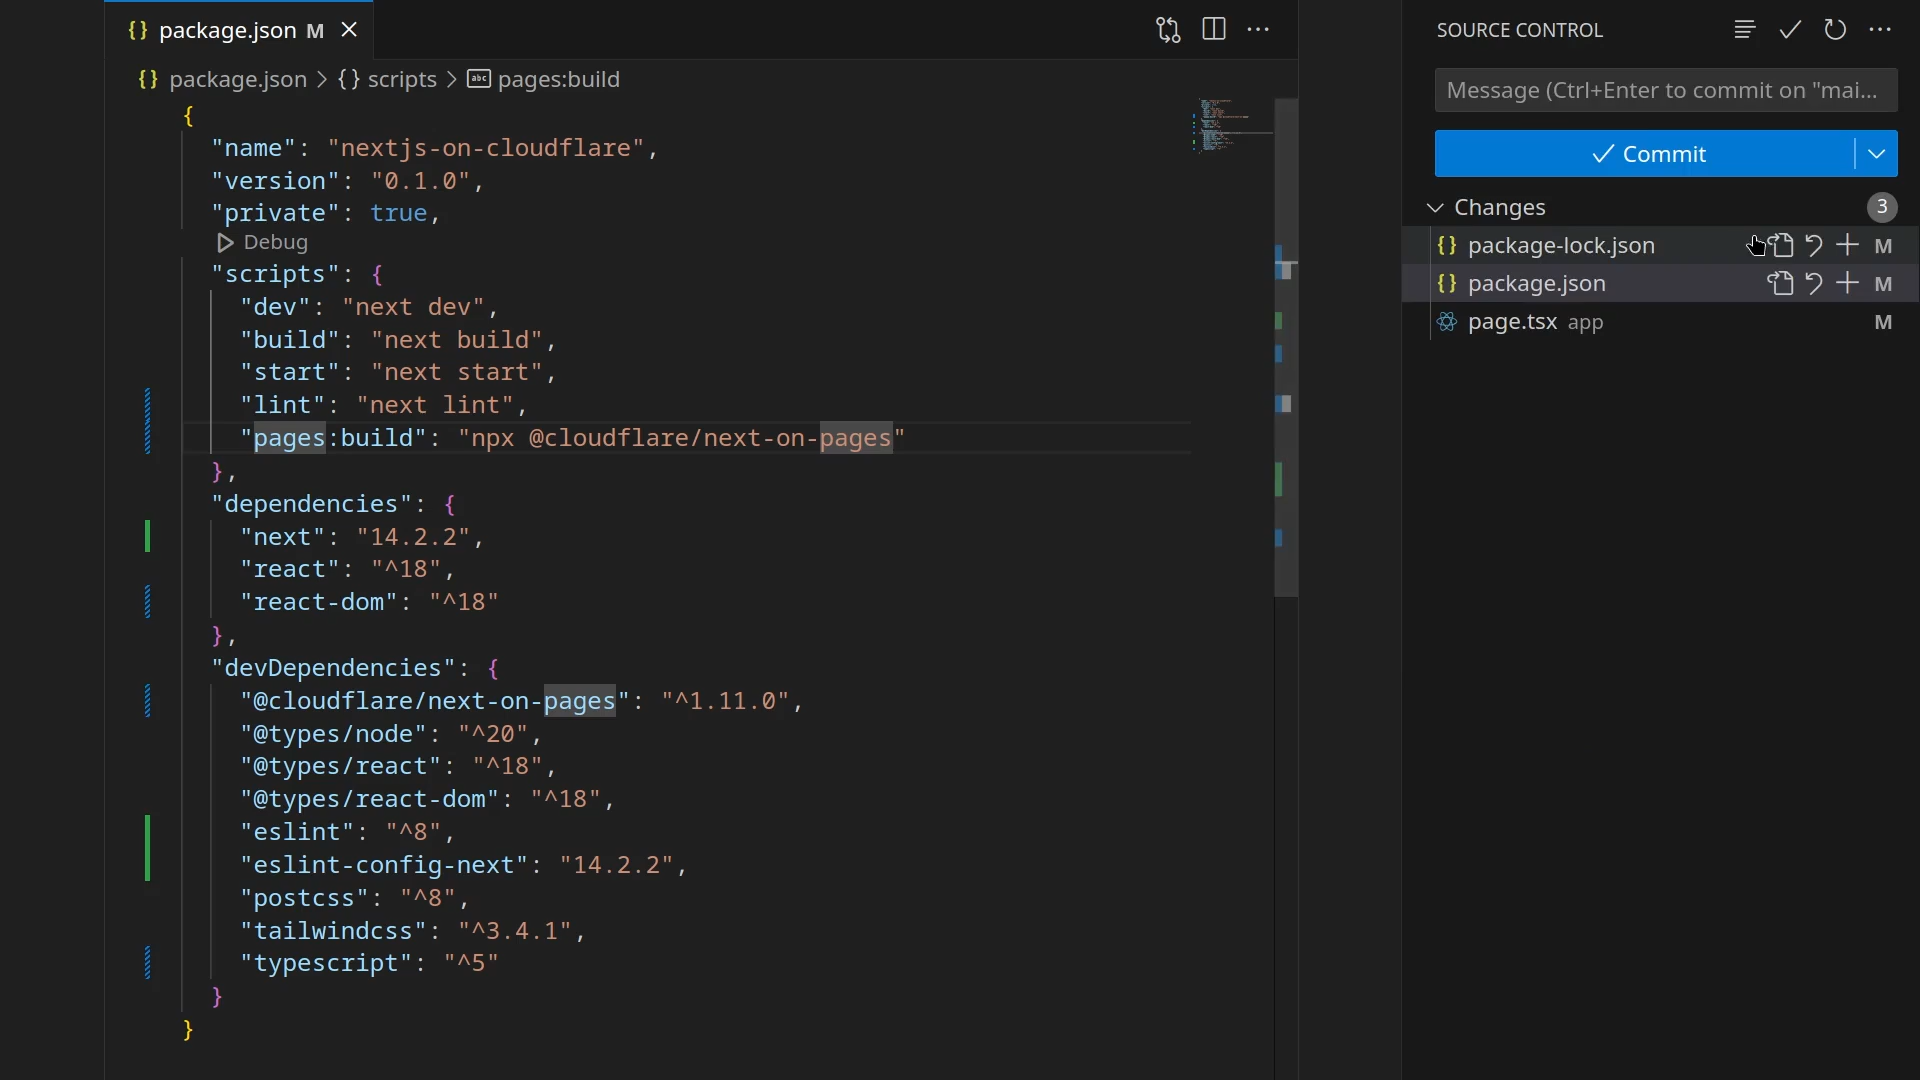 {} package.json M
{} package.json > {} scripts > abc pages:build
{
"name": "nextjs-on-cloudflare",
"version": "0.1.0",
"private": true,
Debug
"scripts": {
"dev": "next dev",
"build": "next build",
"start": "next start",
"lint": "next lint",
"pages:build": "npx @cloudflare/next-on-pages"
},
"dependencies": {
"next": "14.2.2",
"react": "^18",
"react-dom": "^18"
},
"devDependencies": {
"@cloudflare/next-on-pages": "^1.11.0",
"@types/node": "^20",
"@types/react": "^18",
"@types/react-dom": "^18",
"eslint": "^8",
"eslint-config-next": "14.2.2",
"postcss": "^8",
"tailwindcss": "^3.4.1",
"typescript": "^5"
}
}
SOURCE CONTROL
Message (Ctrl+Enter to commit on "mai...
Commit
Changes 3
{} package-lock.json M
{} package.json M
page.tsx app M